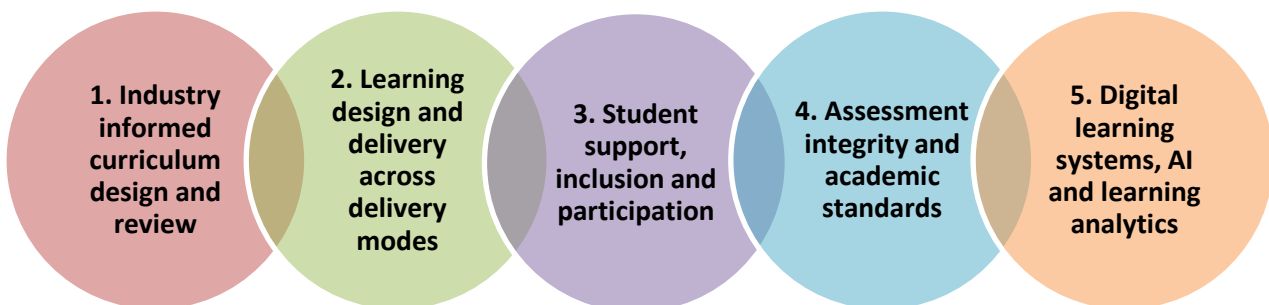 1. Industry
informed
curriculum
design and
review
2. Learning
design and
delivery
across
delivery
modes
3. Student
support,
inclusion and
participation
4. Assessment
integrity and
academic
standards
5. Digital
learning
systems, AI
and learning
analytics